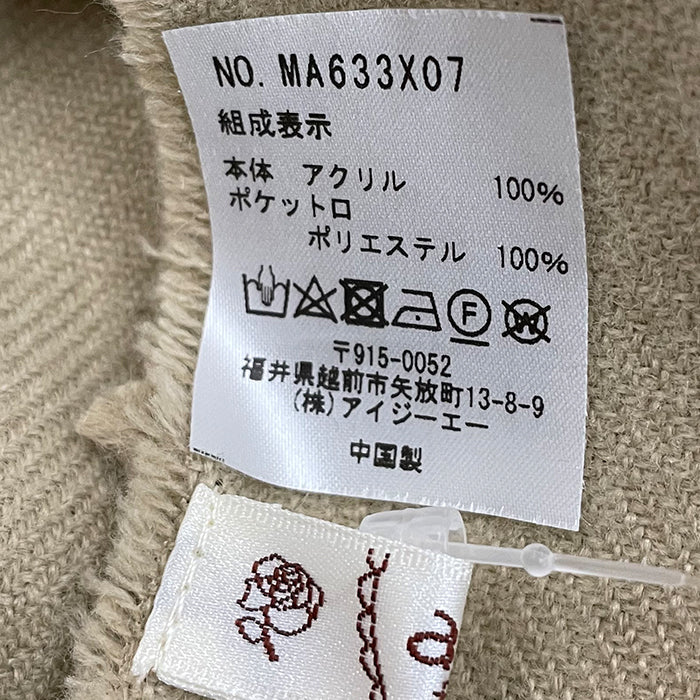 NO. MA633X07
組成表示
本体 アクリル 100%
ポケット口
ポリエステル 100%
F W
〒915-0052
福井県越前市矢放町13-8-9
(株)アイジーエー
中国製
a